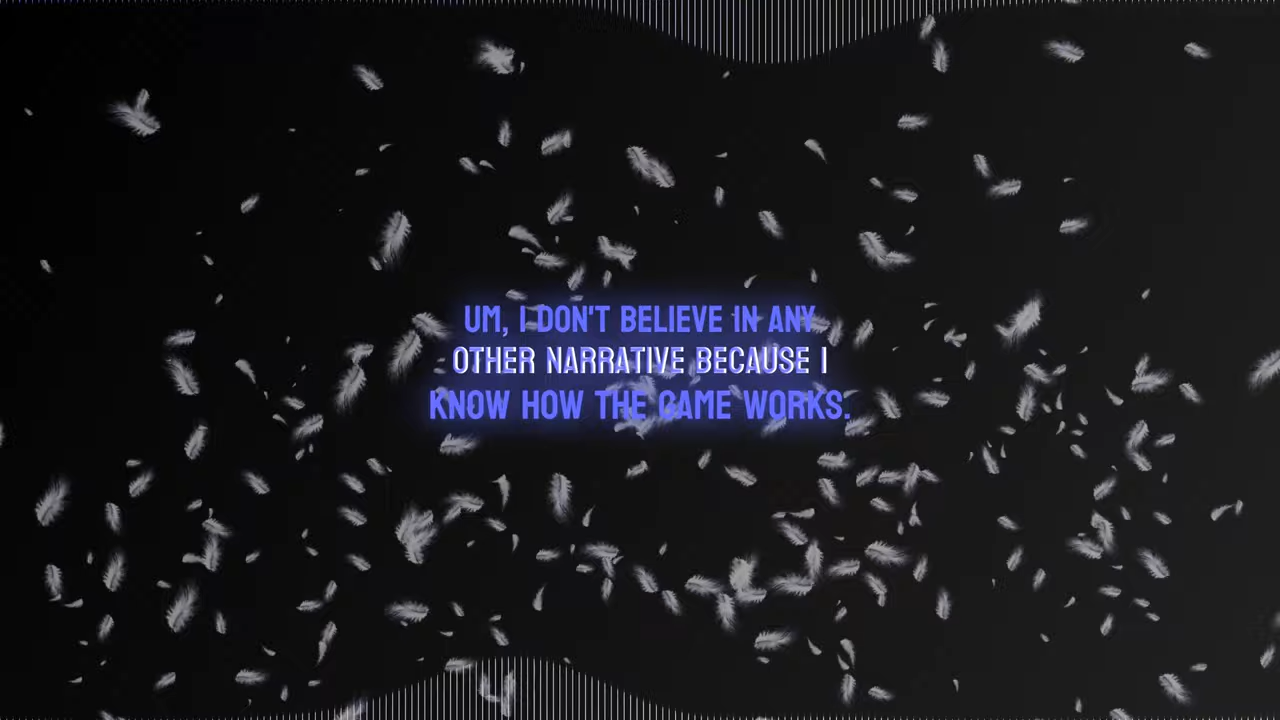 UM, I DON'T BELIEVE IN ANY
OTHER NARRATIVE BECAUSE I
KNOW HOW THE GAME WORKS.